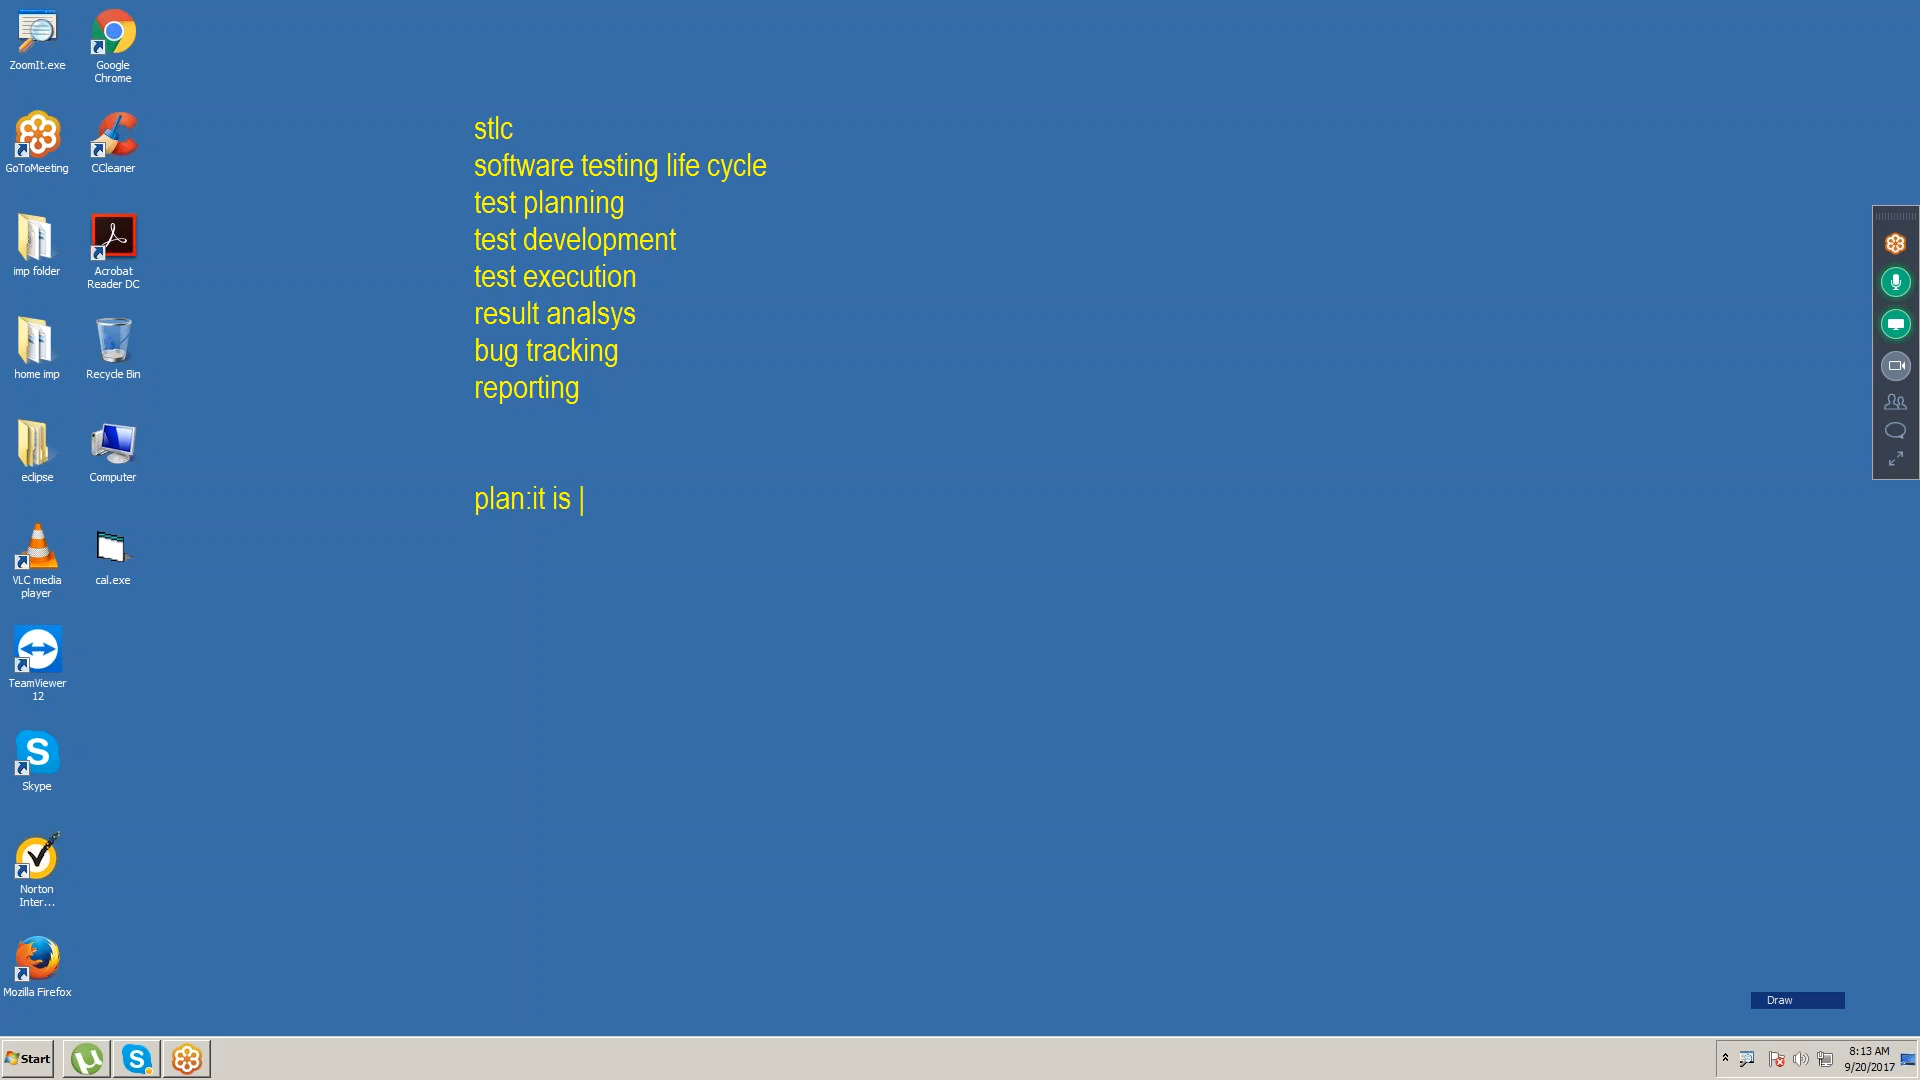 ZoomIt.exe
Google
Chrome
GoToMeeting
CCleaner
imp folder
Acrobat
Reader DC
home imp
Recycle Bin
eclipse
Computer
VLC media
player
cal.exe
TeamViewer
12
Skype
Norton
Inter...
Mozilla Firefox
stlc
software testing life cycle
test planning
test development
test execution
result analsys
bug tracking
reporting
plan:it is
Draw
Start
8:13 AM
9/20/2017